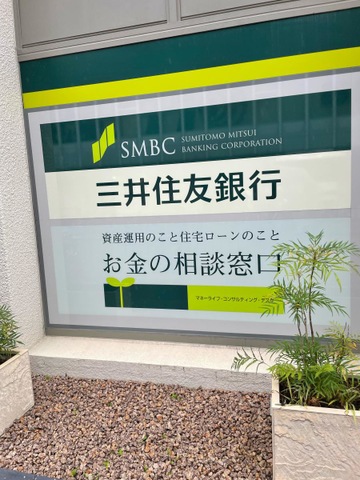 SMBC
SUMITOMO MITSUI
BANKING CORPORATION
三井住友銀行
資産運用のこと住宅ローンのこと
お金の相談窓口
マネーライフ・コンサルティング・デスク